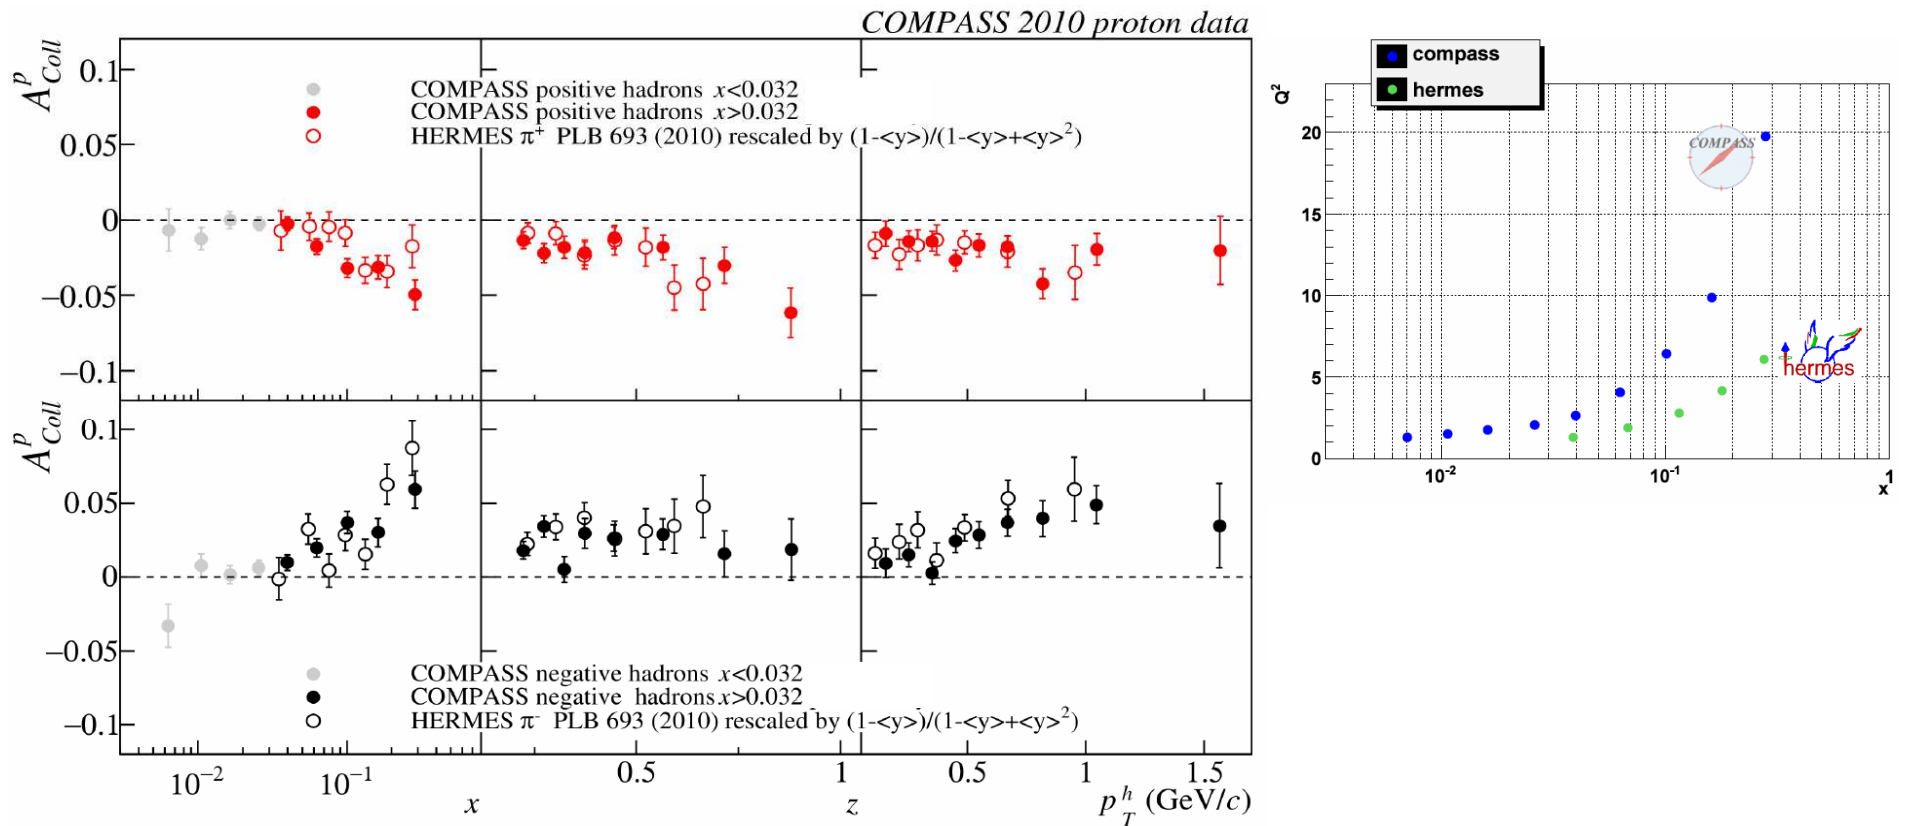 COMPASS 2010 proton data
A^p_Coll
0.1
0.05
0
−0.05
−0.1
COMPASS positive hadrons x<0.032
COMPASS positive hadrons x>0.032
HERMES π⁺ PLB 693 (2010) rescaled by (1-<y>)/(1-<y>+<y>²)
A^p_Coll
0.1
0.05
0
−0.05
−0.1
COMPASS negative hadrons x<0.032
COMPASS negative hadrons x>0.032
HERMES π⁻ PLB 693 (2010) rescaled by (1-<y>)/(1-<y>+<y>²)
10⁻² 10⁻¹ 0.5 1 0.5 1 1.5
x z p_T^h (GeV/c)
compass
hermes
Q²
20
15
10
5
0
COMPASS
hermes
10⁻² 10⁻¹ 1
x